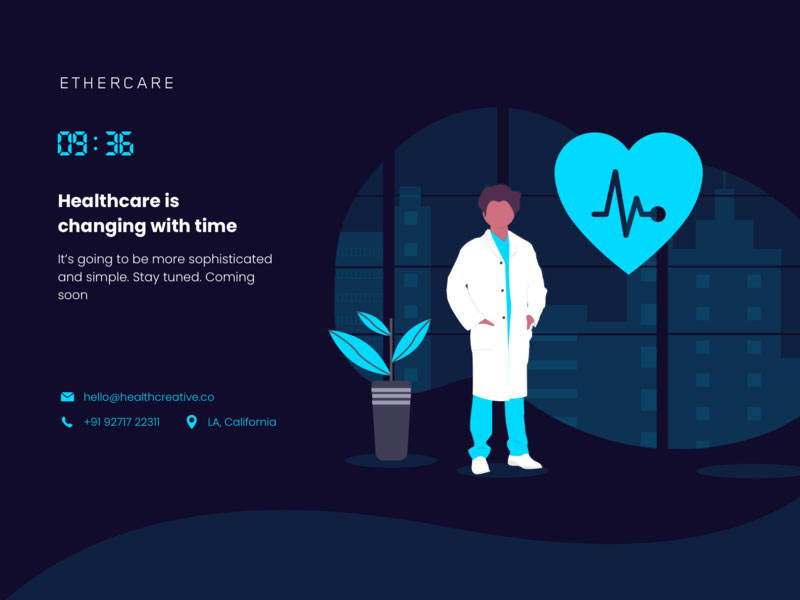 ETHERCARE
09:36
Healthcare is
changing with time
It's going to be more sophisticated
and simple. Stay tuned. Coming
soon
hello@healthcreative.co
+91 92717 22311 LA, California